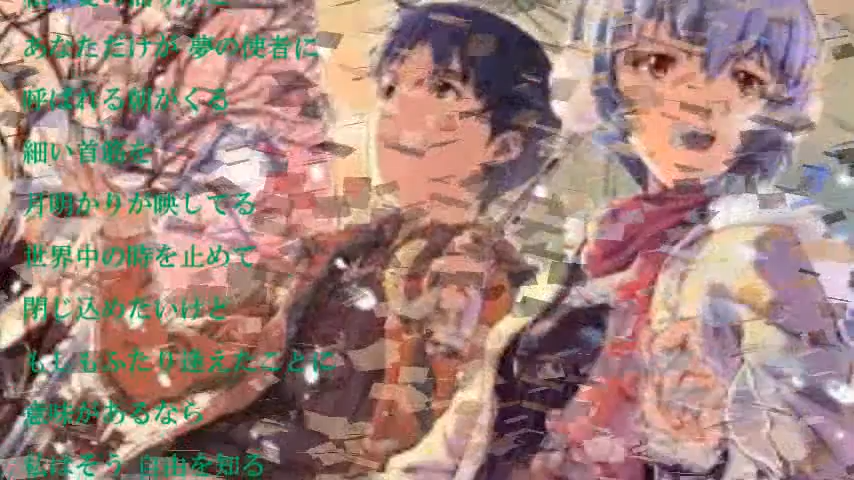 あなただけが 夢の使者に
呼ばれる朝がくる
細い首筋を
月明かりが映してる
世界中の時を止めて
閉じ込めたいけど
もしもふたり逢えたことに
意味があるなら
私はそう 自由を知る